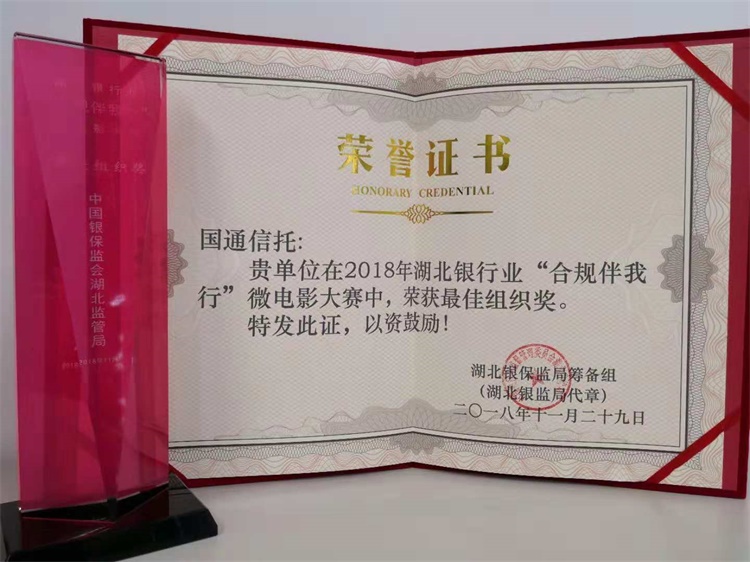 组织奖
中国银保监会湖北监管局
荣誉证书
HONORARY CREDENTIAL
国通信托:
贵单位在2018年湖北银行业“合规伴我
行”微电影大赛中,荣获最佳组织奖。
特发此证,以资鼓励!
湖北银保监局筹备组
(湖北银监局代章)
二〇一八年十一月二十九日